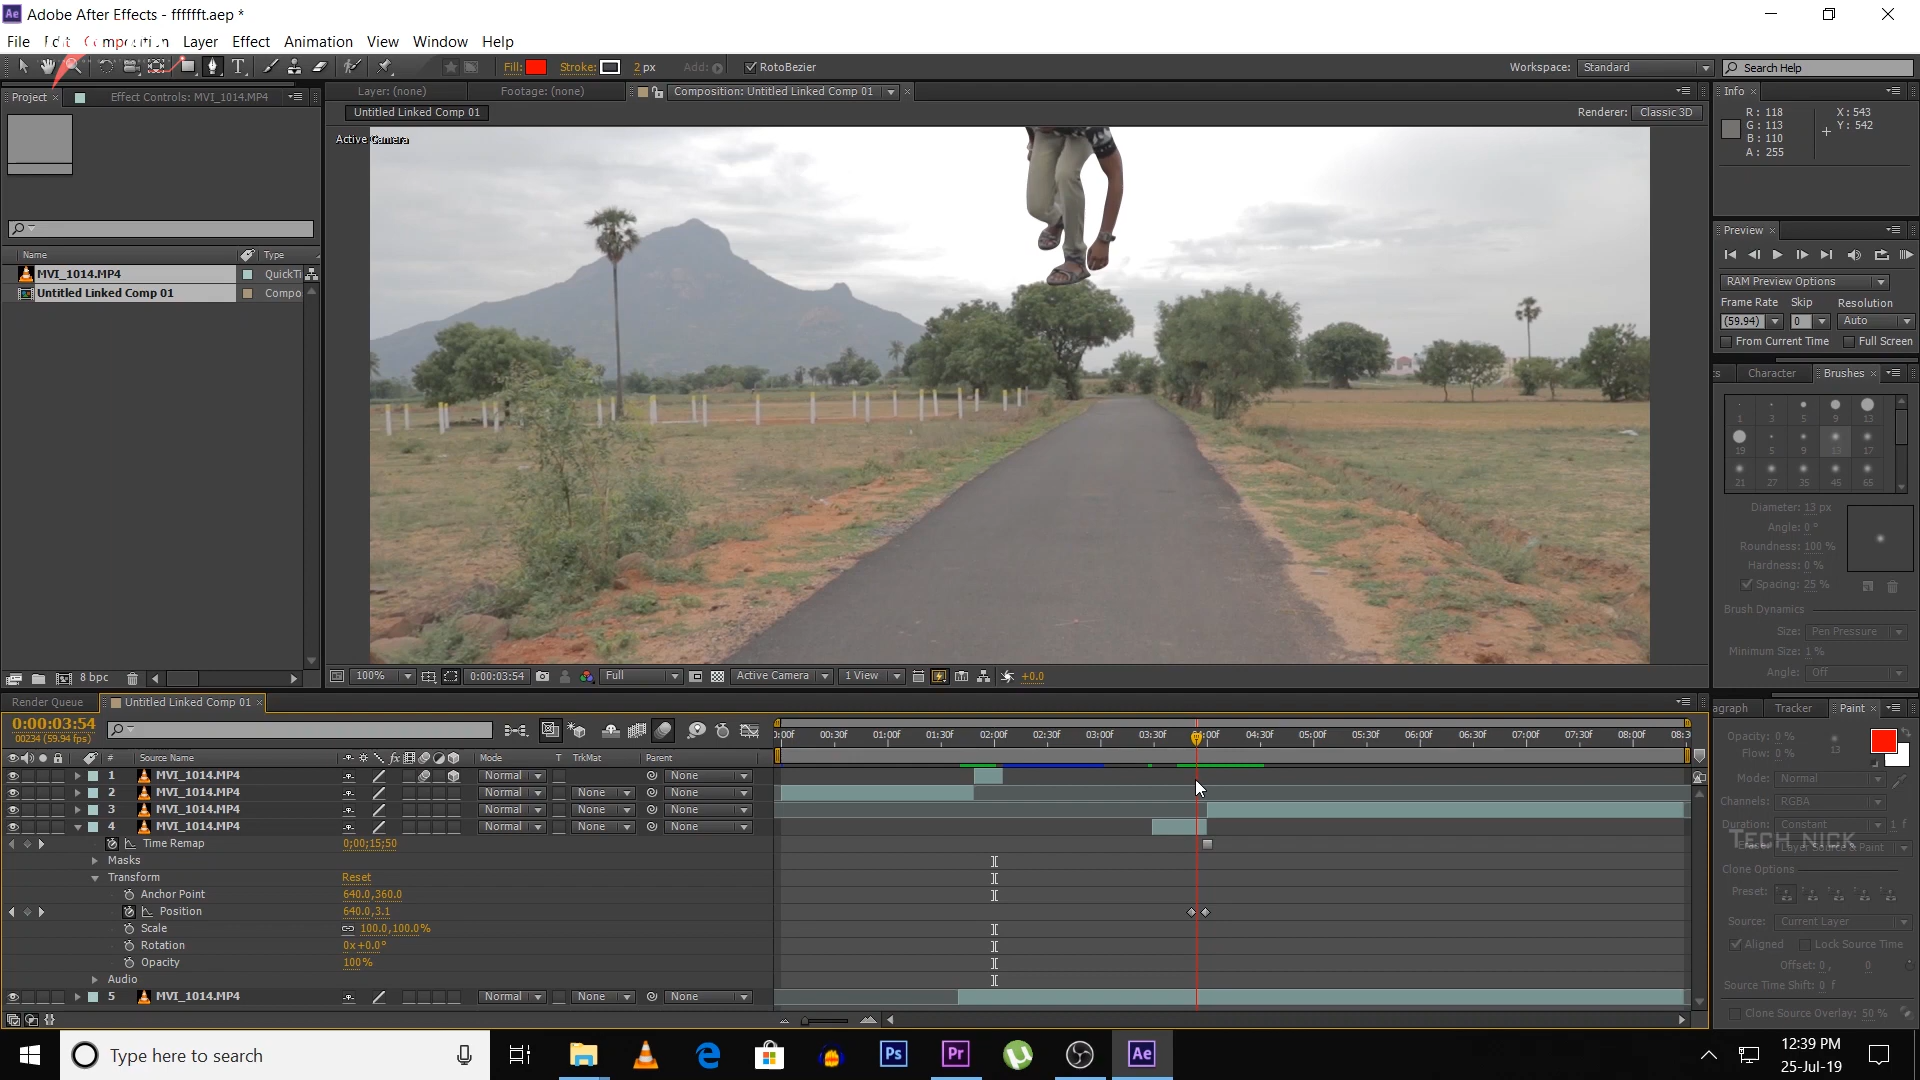 Adobe After Effects - fffffft.aep *
File Edit Composition Layer Effect Animation View Window Help
Fill: Stroke: 2 px Add: RotoBezier
Workspace: Standard Search Help
Project Effect Controls: MVI_1014.MP4
Layer: (none) Footage: (none) Composition: Untitled Linked Comp 01
Untitled Linked Comp 01
Renderer: Classic 3D
Active Camera
Info
R: 118
G: 113
B: 110
A: 255
X: 543
Y: 542
Name Type
MVI_1014.MP4 QuickTi
Untitled Linked Comp 01 Compo
Preview
RAM Preview Options
Frame Rate Skip Resolution
(59.94) 0 Auto
From Current Time Full Screen
Character Brushes
1 3 5 9 13
19 5 9 13 17
21 27 35 45 65
Diameter: 13 px
Angle: 0°
Roundness: 100 %
Hardness: 0 %
Spacing: 25 %
Brush Dynamics
Size: Pen Pressure
Minimum Size: 1 %
Angle: Off
8 bpc
100% 0:00:03:54 Full Active Camera 1 View +0.0
Render Queue Untitled Linked Comp 01
0:00:03:54
00234 (59.94 fps)
:00f 00:30f 01:00f 01:30f 02:00f 02:30f 03:00f 03:30f 04:00f 04:30f 05:00f 05:30f 06:00f 06:30f 07:00f 07:30f 08:00f 08:3
# Source Name fx Mode T TrkMat Parent
1 MVI_1014.MP4 Normal None
2 MVI_1014.MP4 Normal None None
3 MVI_1014.MP4 Normal None None
4 MVI_1014.MP4 Normal None None
Time Remap 0;00;15;50
Masks
Transform Reset
Anchor Point 640.0,360.0
Position 640.0,3.1
Scale 100.0,100.0%
Rotation 0x+0.0°
Opacity 100%
Audio
5 MVI_1014.MP4 Normal None None
agraph Tracker Paint
Opacity: 0 %
Flow: 0 %
13
Mode: Normal
Channels: RGBA
Duration: Constant 1 f
TECH NICK
Layer Source & Paint
Clone Options
Preset:
Source: Current Layer
Aligned Lock Source Time
Offset: 0, 0
Source Time Shift: 0 f
Clone Source Overlay: 50 %
Type here to search
Ps Pr Ae
12:39 PM
25-Jul-19